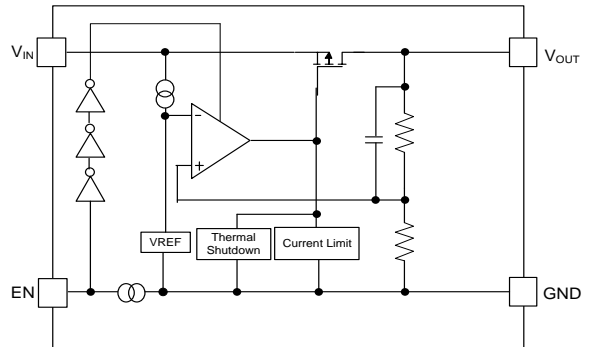 VIN
VOUT
-
+
VREF
Thermal
Shutdown
Current Limit
EN
GND